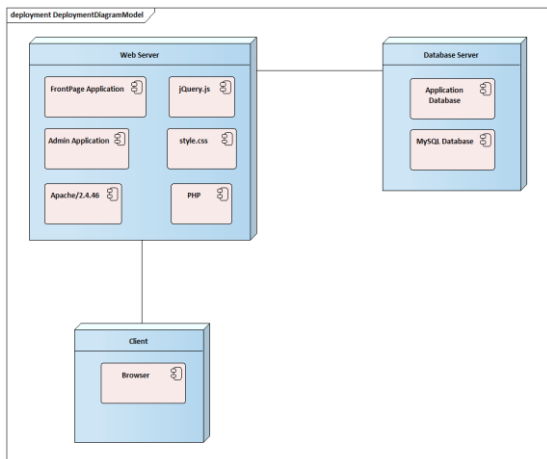 deployment DeploymentDiagramModel
Web Server
FrontPage Application
jQuery.js
Admin Application
style.css
Apache/2.4.46
PHP
Database Server
Application
Database
MySQL Database
Client
Browser